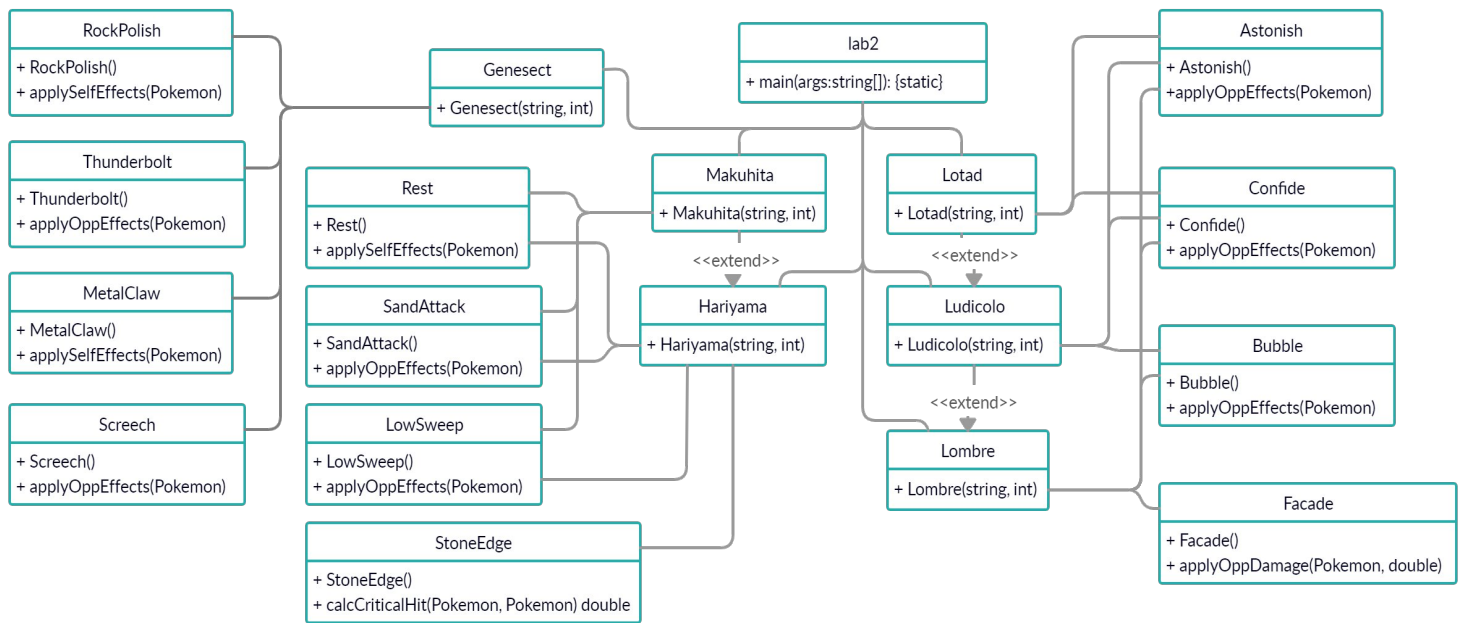 RockPolish
+ RockPolish()
+ applySelfEffects(Pokemon)
Thunderbolt
+ Thunderbolt()
+ applyOppEffects(Pokemon)
MetalClaw
+ MetalClaw()
+ applySelfEffects(Pokemon)
Screech
+ Screech()
+ applyOppEffects(Pokemon)
Genesect
+ Genesect(string, int)
Rest
+ Rest()
+ applySelfEffects(Pokemon)
SandAttack
+ SandAttack()
+ applyOppEffects(Pokemon)
LowSweep
+ LowSweep()
+ applyOppEffects(Pokemon)
StoneEdge
+ StoneEdge()
+ calcCriticalHit(Pokemon, Pokemon) double
lab2
+ main(args:string[]): {static}
Makuhita
+ Makuhita(string, int)
<<extend>>
Hariyama
+ Hariyama(string, int)
Lotad
+ Lotad(string, int)
<<extend>>
Ludicolo
+ Ludicolo(string, int)
<<extend>>
Lombre
+ Lombre(string, int)
Astonish
+ Astonish()
+applyOppEffects(Pokemon)
Confide
+ Confide()
+ applyOppEffects(Pokemon)
Bubble
+ Bubble()
+ applyOppEffects(Pokemon)
Facade
+ Facade()
+ applyOppDamage(Pokemon, double)